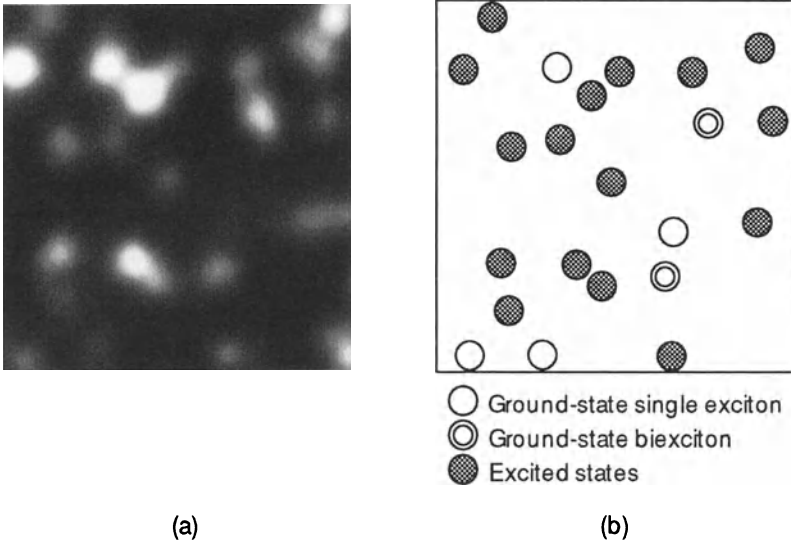 Ground-state single exciton
Ground-state biexciton
Excited states
(a)
(b)